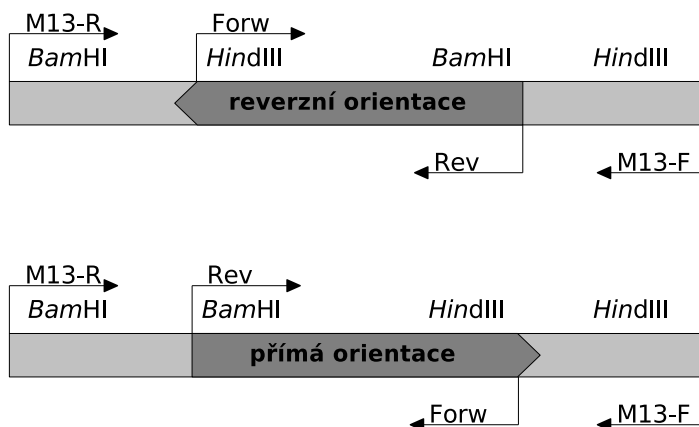 M13-R Forw
BamHI HindIII BamHI HindIII
reverzní orientace
Rev M13-F
M13-R Rev
BamHI BamHI HindIII HindIII
přímá orientace
Forw M13-F